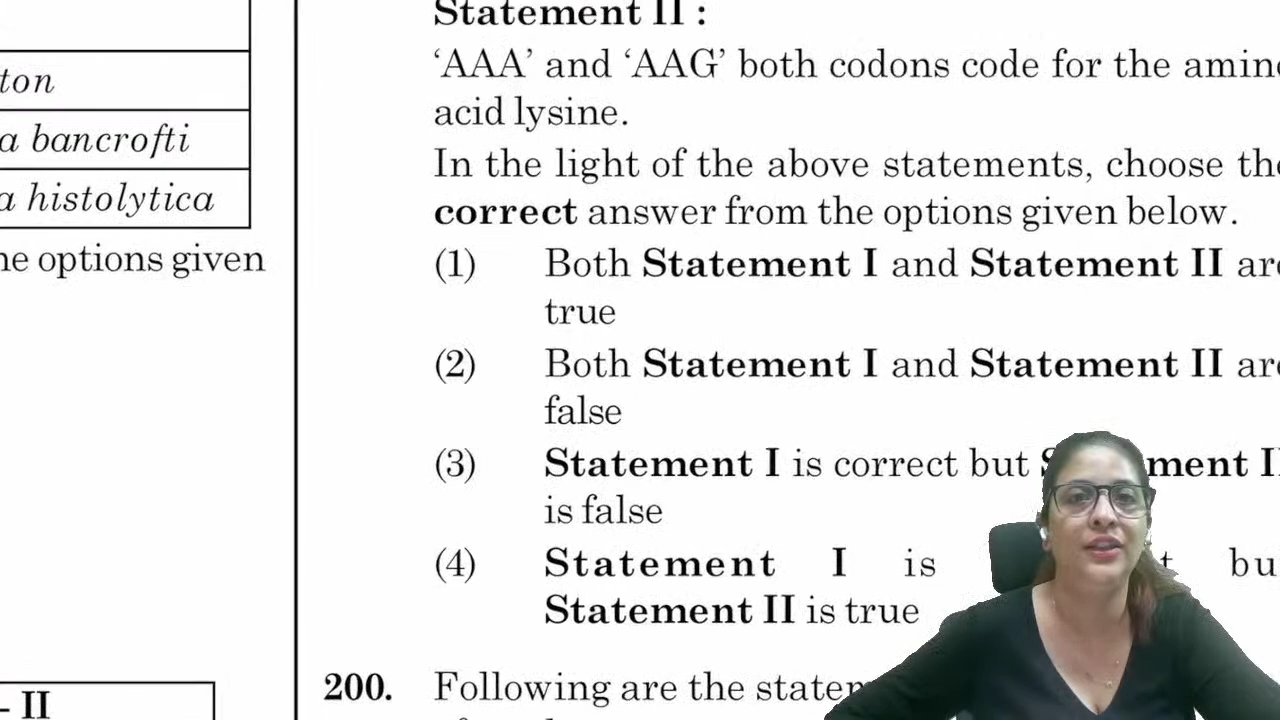 ton
a bancrofti
a histolytica
he options given
- II
Statement II :
‘AAA’ and ‘AAG’ both codons code for the amino
acid lysine.
In the light of the above statements, choose the
correct answer from the options given below.
(1) Both Statement I and Statement II are
true
(2) Both Statement I and Statement II are
false
(3) Statement I is correct but II
is false
(4) Statement I is
Statement II is true
200. Following are the